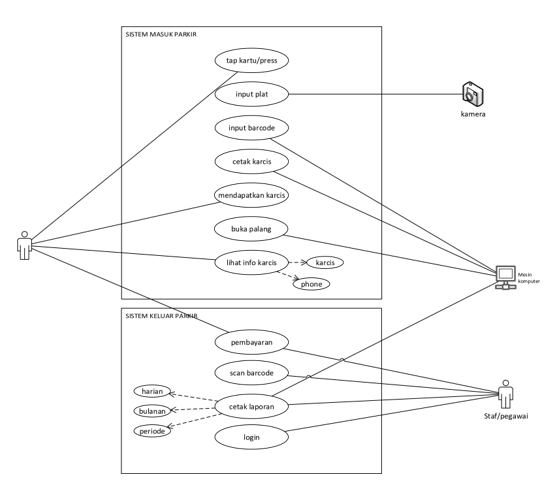 SISTEM MASUK PARKIR
tap kartu/press
input plat
kamera
input barcode
cetak karcis
mendapatkan karcis
buka palang
lihat info karcis
karcis
phone
Mesin
komputer
SISTEM KELUAR PARKIR
pembayaran
scan barcode
harian
cetak laporan
bulanan
periode
login
Staf/pegawai